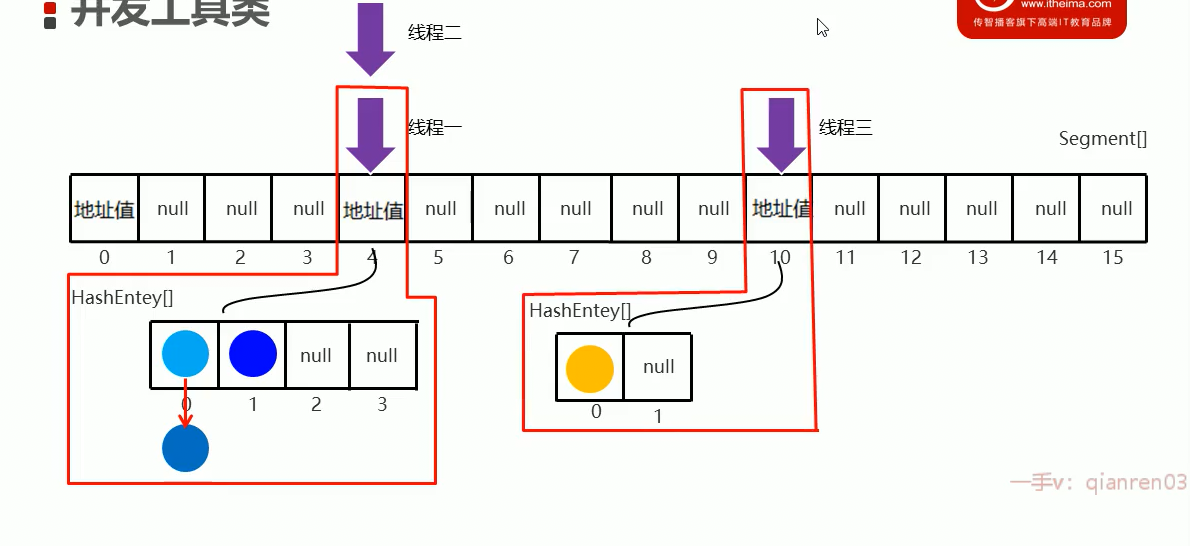 并发工具类
www.itheima.com
传智播客旗下高端IT教育品牌
线程二
线程一
线程三
Segment[]
地址值 null null null 地址值 null null null null null 地址值 null null null null null
0 1 2 3 4 5 6 7 8 9 10 11 12 13 14 15
HashEntey[]
null null
0 1 2 3
HashEntey[]
null
0 1
一手v：qianren03